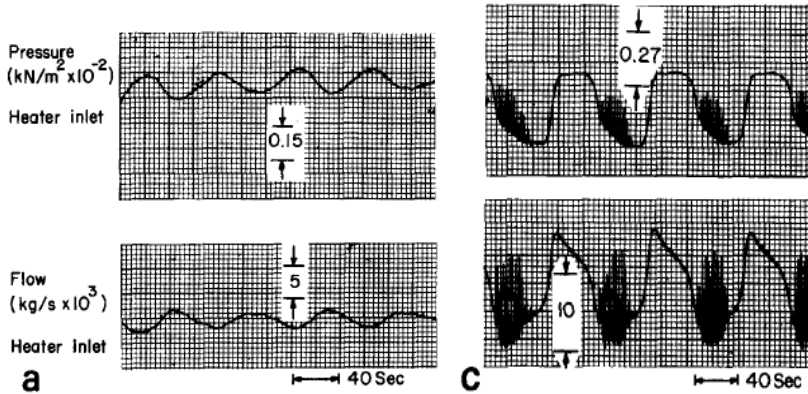 Pressure
(kN/m² x10⁻²)
Heater inlet
0.15
Flow
(kg/s x10³)
Heater inlet
5
40 Sec
a
0.27
10
40 Sec
c